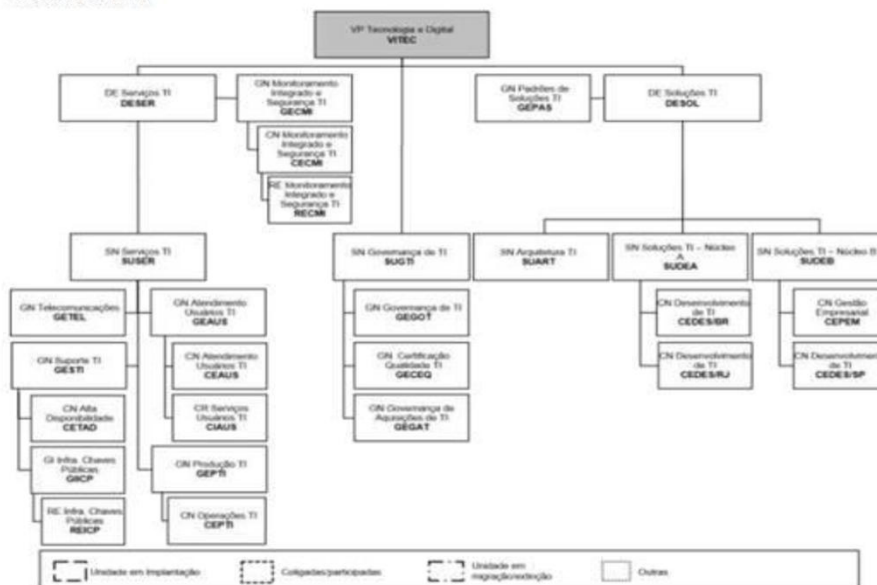 VP Tecnologia e Digital
VITEC
DE Serviços TI
DESER
GN Monitoramento
Integrado e
Segurança TI
GECMI
CN Monitoramento
Integrado e
Segurança TI
CECMI
RE Monitoramento
Integrado e
Segurança TI
RECMI
GN Padrões de
Soluções TI
GEPAS
DE Soluções TI
DESOL
SN Serviços TI
SUSER
SN Governança de TI
SUGTI
SN Arquitetura TI
SUART
SN Soluções TI – Núcleo
A
SUDEA
SN Soluções TI – Núcleo B
SUDEB
GN Telecomunicações
GETEL
GN Atendimento
Usuários TI
GEAUS
GN Suporte TI
GESTI
CN Atendimento
Usuários TI
CEAUS
CN Alta
Disponibilidade
CETAD
CR Serviços
Usuários TI
CIAUS
GI Infra. Chaves
Públicas
GIICP
GN Produção TI
GEPTI
RE Infra. Chaves
Públicas
REICP
CN Operações TI
CEPTI
GN Governança de TI
GEGOT
GN Certificação
Qualidade TI
GECEQ
GN Governança de
Aquisições de TI
GEGAT
CN Desenvolvimento
de TI
CEDES/BR
CN Desenvolvimento
de TI
CEDES/RJ
CN Gestão
Empresarial
CEPEM
CN Desenvolvimento
de TI
CEDES/SP
Unidade em Implantação
Coligadas/participadas
Unidade em
migração/extinção
Outras